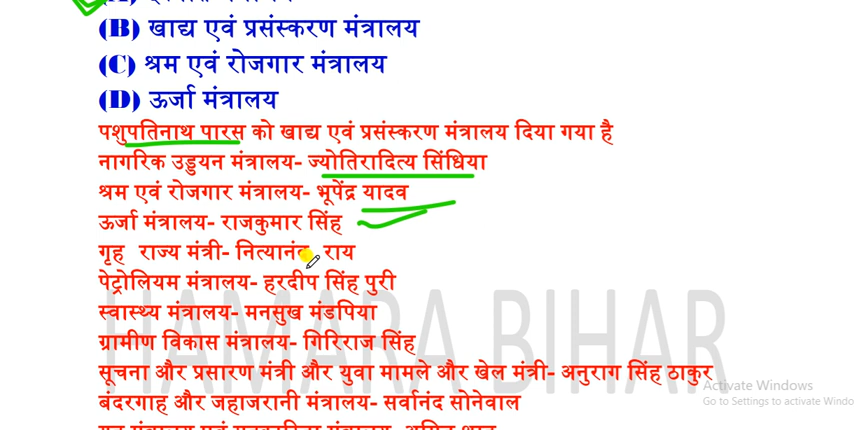 (B) खाद्य एवं प्रसंस्करण मंत्रालय
(C) श्रम एवं रोजगार मंत्रालय
(D) ऊर्जा मंत्रालय
पशुपतिनाथ पारस को खाद्य एवं प्रसंस्करण मंत्रालय दिया गया है
नागरिक उड्डयन मंत्रालय- ज्योतिरादित्य सिंधिया
श्रम एवं रोजगार मंत्रालय- भूपेंद्र यादव
ऊर्जा मंत्रालय- राजकुमार सिंह
गृह राज्य मंत्री- नित्यानंद राय
पेट्रोलियम मंत्रालय- हरदीप सिंह पुरी
स्वास्थ्य मंत्रालय- मनसुख मंडपिया
ग्रामीण विकास मंत्रालय- गिरिराज सिंह
HAMARA BIHAR
सूचना और प्रसारण मंत्री और युवा मामले और खेल मंत्री- अनुराग सिंह ठाकुर
Activate Windows
Go to Settings to activate Windo
बंदरगाह और जहाजरानी मंत्रालय- सर्वानंद सोनेवाल